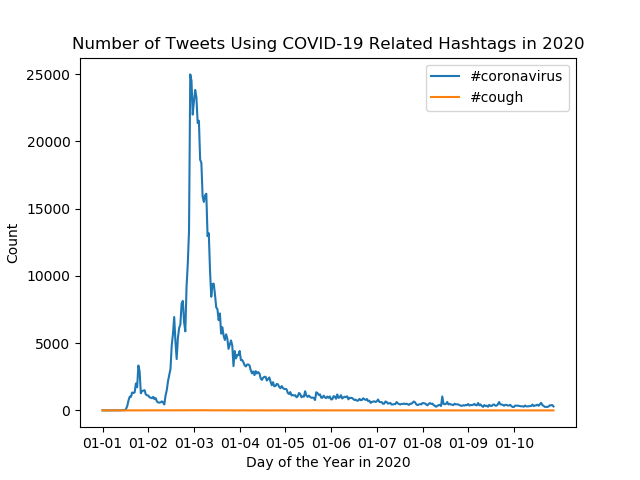 Number of Tweets Using COVID-19 Related Hashtags in 2020
#coronavirus
#cough
25000
20000
15000
10000
5000
0
Count
01-01 01-02 01-03 01-04 01-05 01-06 01-07 01-08 01-09 01-10
Day of the Year in 2020